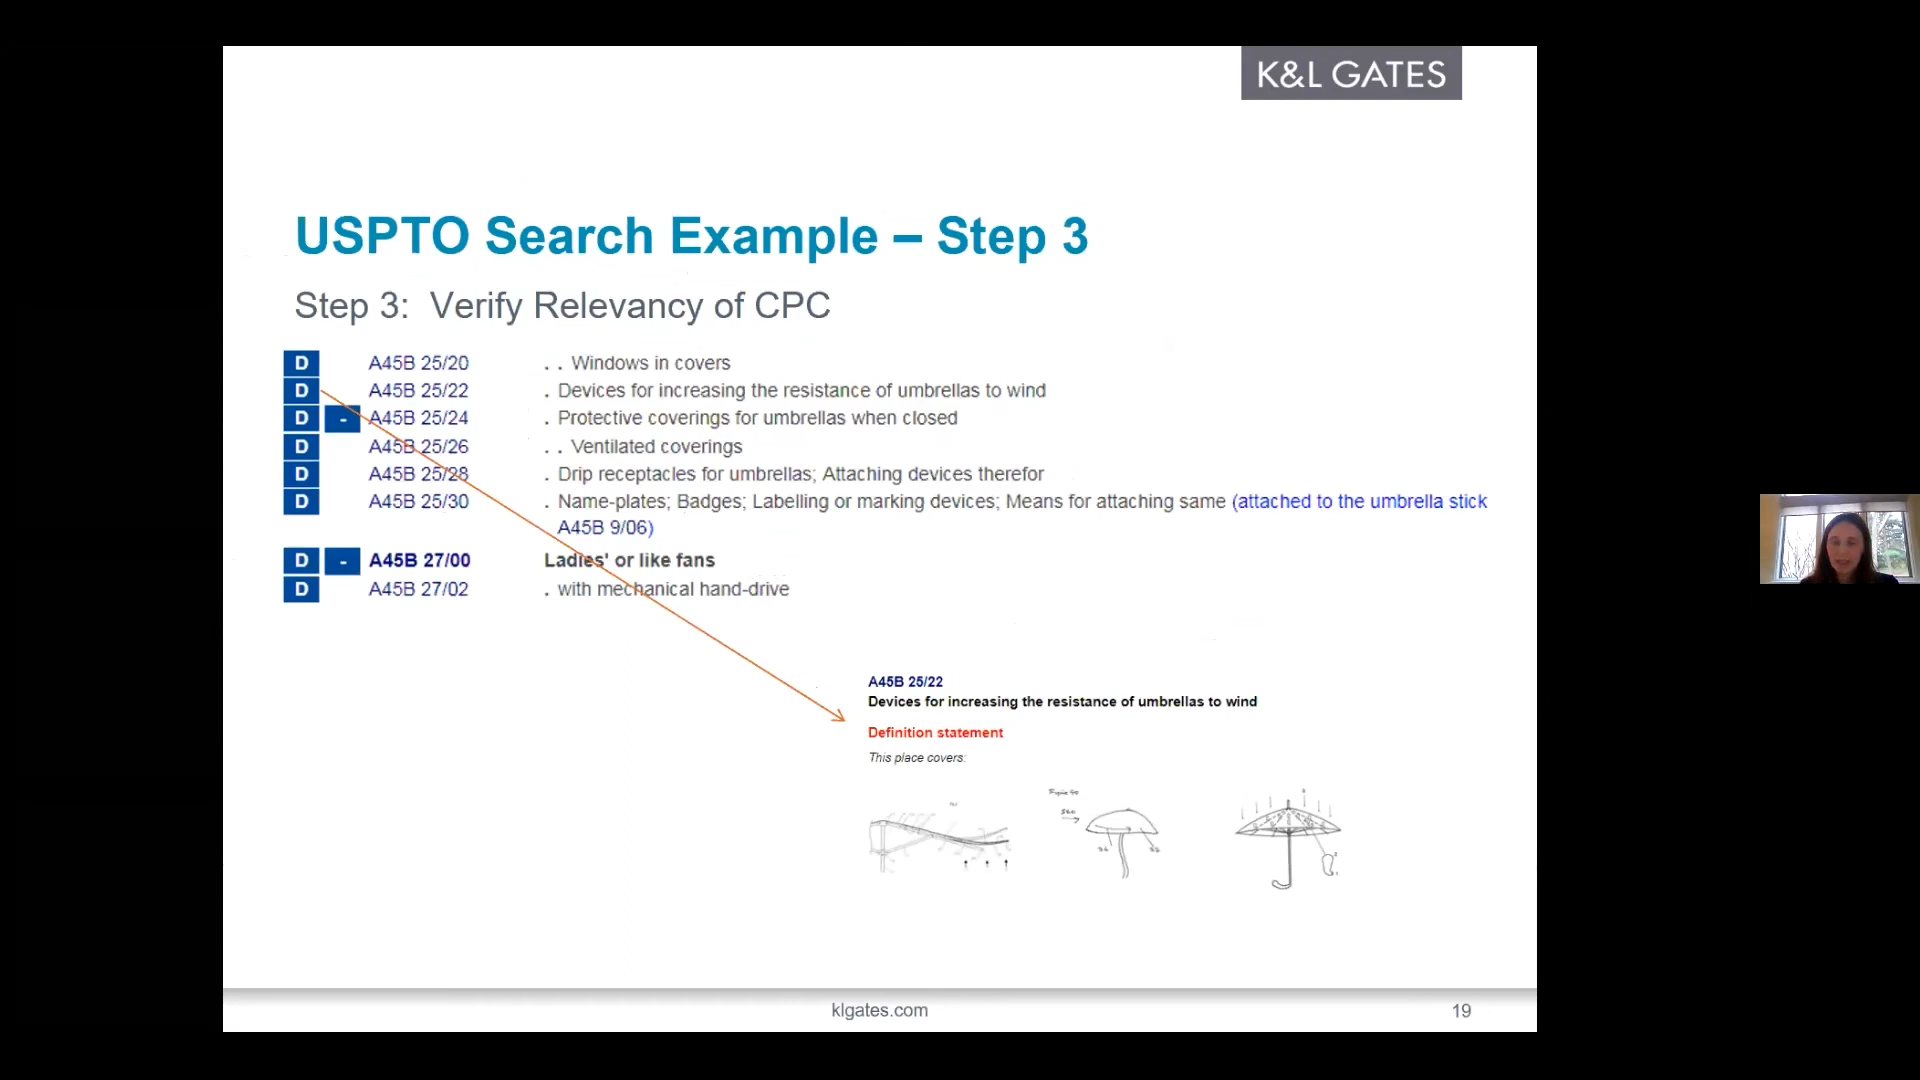 K&L GATES
USPTO Search Example – Step 3
Step 3: Verify Relevancy of CPC
D A45B 25/20 . . Windows in covers
D A45B 25/22 . Devices for increasing the resistance of umbrellas to wind
D - A45B 25/24 . Protective coverings for umbrellas when closed
D A45B 25/26 . . Ventilated coverings
D A45B 25/28 . Drip receptacles for umbrellas; Attaching devices therefor
D A45B 25/30 . Name-plates; Badges; Labelling or marking devices; Means for attaching same (attached to the umbrella stick
A45B 9/06)
D - A45B 27/00 Ladies' or like fans
D A45B 27/02 . with mechanical hand-drive
A45B 25/22
Devices for increasing the resistance of umbrellas to wind
Definition statement
This place covers:
klgates.com
19